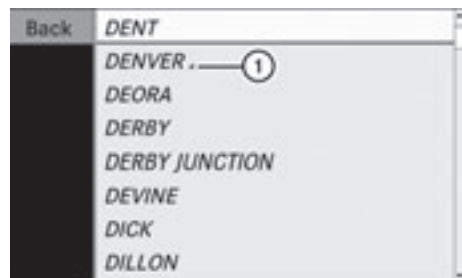 Back DENT
DENVER . 1
DEORA
DERBY
DERBY JUNCTION
DEVINE
DICK
DILLON